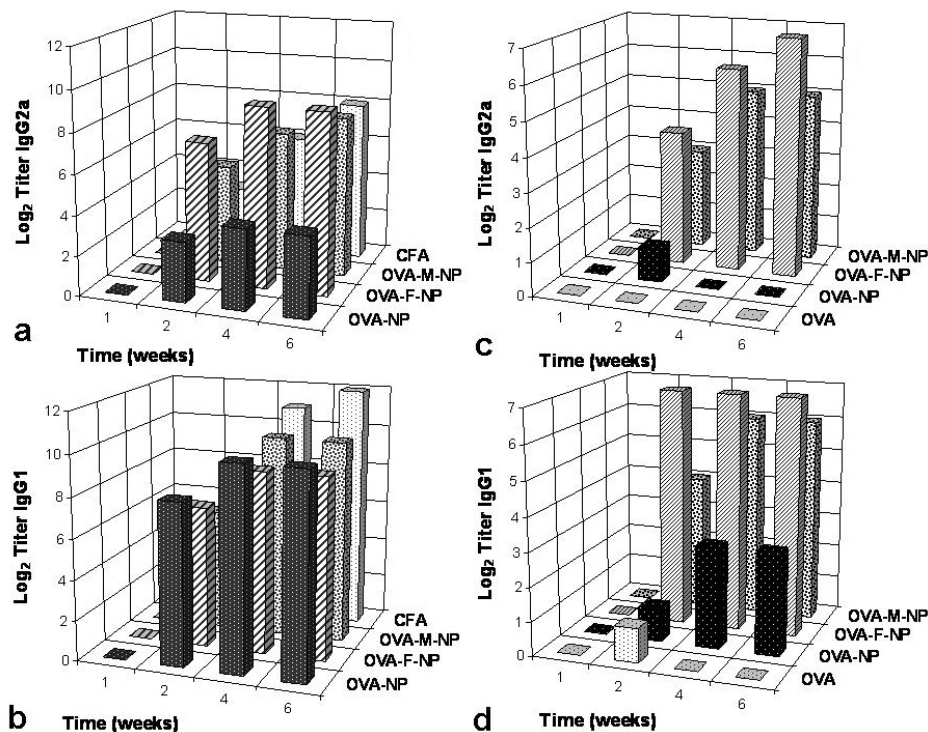 12
10
8
6
4
2
0
Log₂ Titer IgG2a
1
2
4
6
Time (weeks)
CFA
OVA-M-NP
OVA-F-NP
OVA-NP
a
7
6
5
4
3
2
1
0
Log₂ Titer IgG2a
1
2
4
6
Time (weeks)
OVA-M-NP
OVA-F-NP
OVA-NP
OVA
c
12
10
8
6
4
2
0
Log₂ Titer IgG1
1
2
4
6
Time (weeks)
CFA
OVA-M-NP
OVA-F-NP
OVA-NP
b
7
6
5
4
3
2
1
0
Log₂ Titer IgG1
1
2
4
6
Time (weeks)
OVA-M-NP
OVA-F-NP
OVA-NP
OVA
d